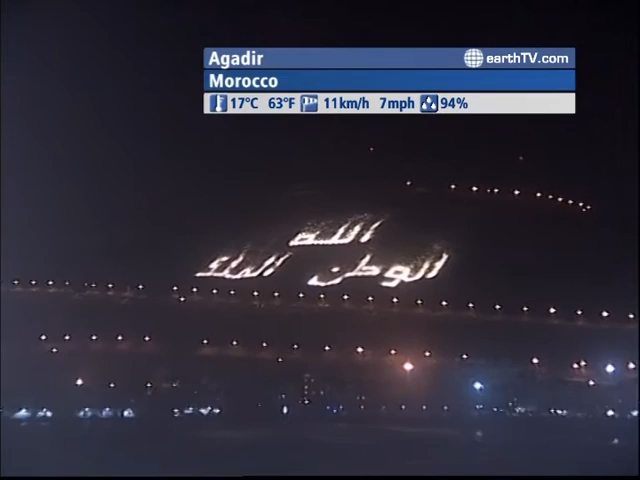 Agadir earthTV.com
Morocco
17°C 63°F 11km/h 7mph 94%
الله
الوطن الملك